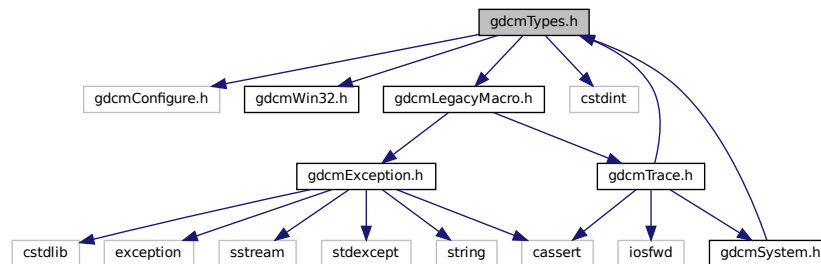 gdcmTypes.h
gdcmConfigure.h
gdcmWin32.h
gdcmLegacyMacro.h
cstdint
gdcmException.h
gdcmTrace.h
cstdlib
exception
sstream
stdexcept
string
cassert
iosfwd
gdcmSystem.h